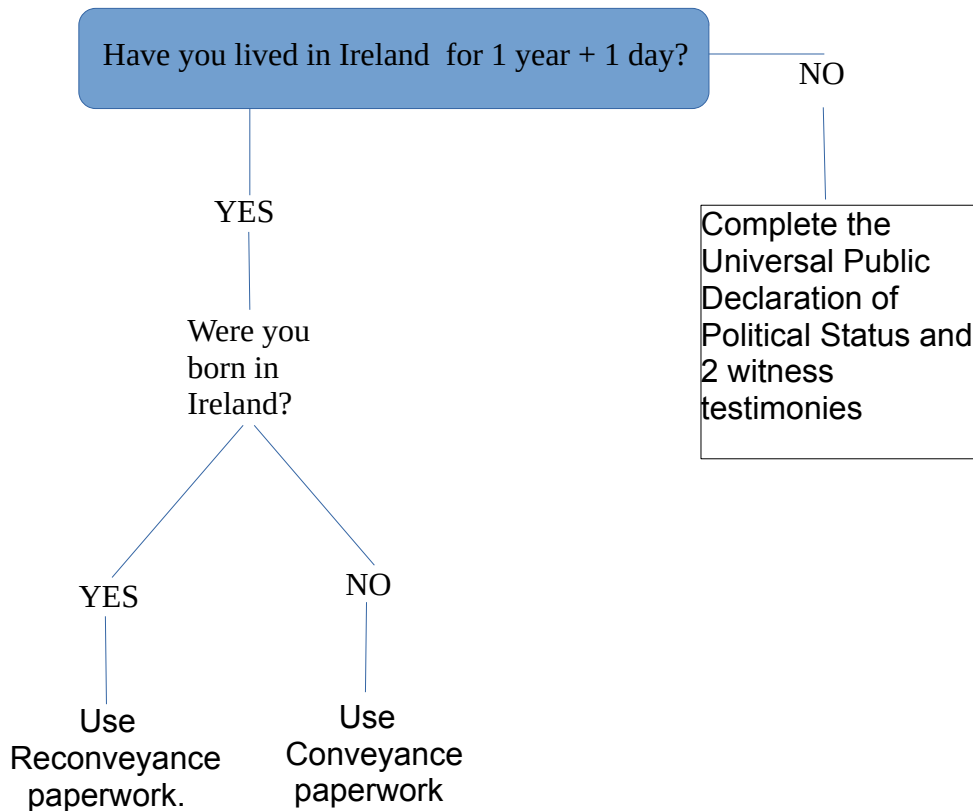 Have you lived in Ireland  for 1 year + 1 day?
NO
YES
Complete the
Universal Public
Declaration of
Political Status and
2 witness
testimonies
Were you
born in
Ireland?
YES
NO
Use
Reconveyance
paperwork.
Use
Conveyance
paperwork